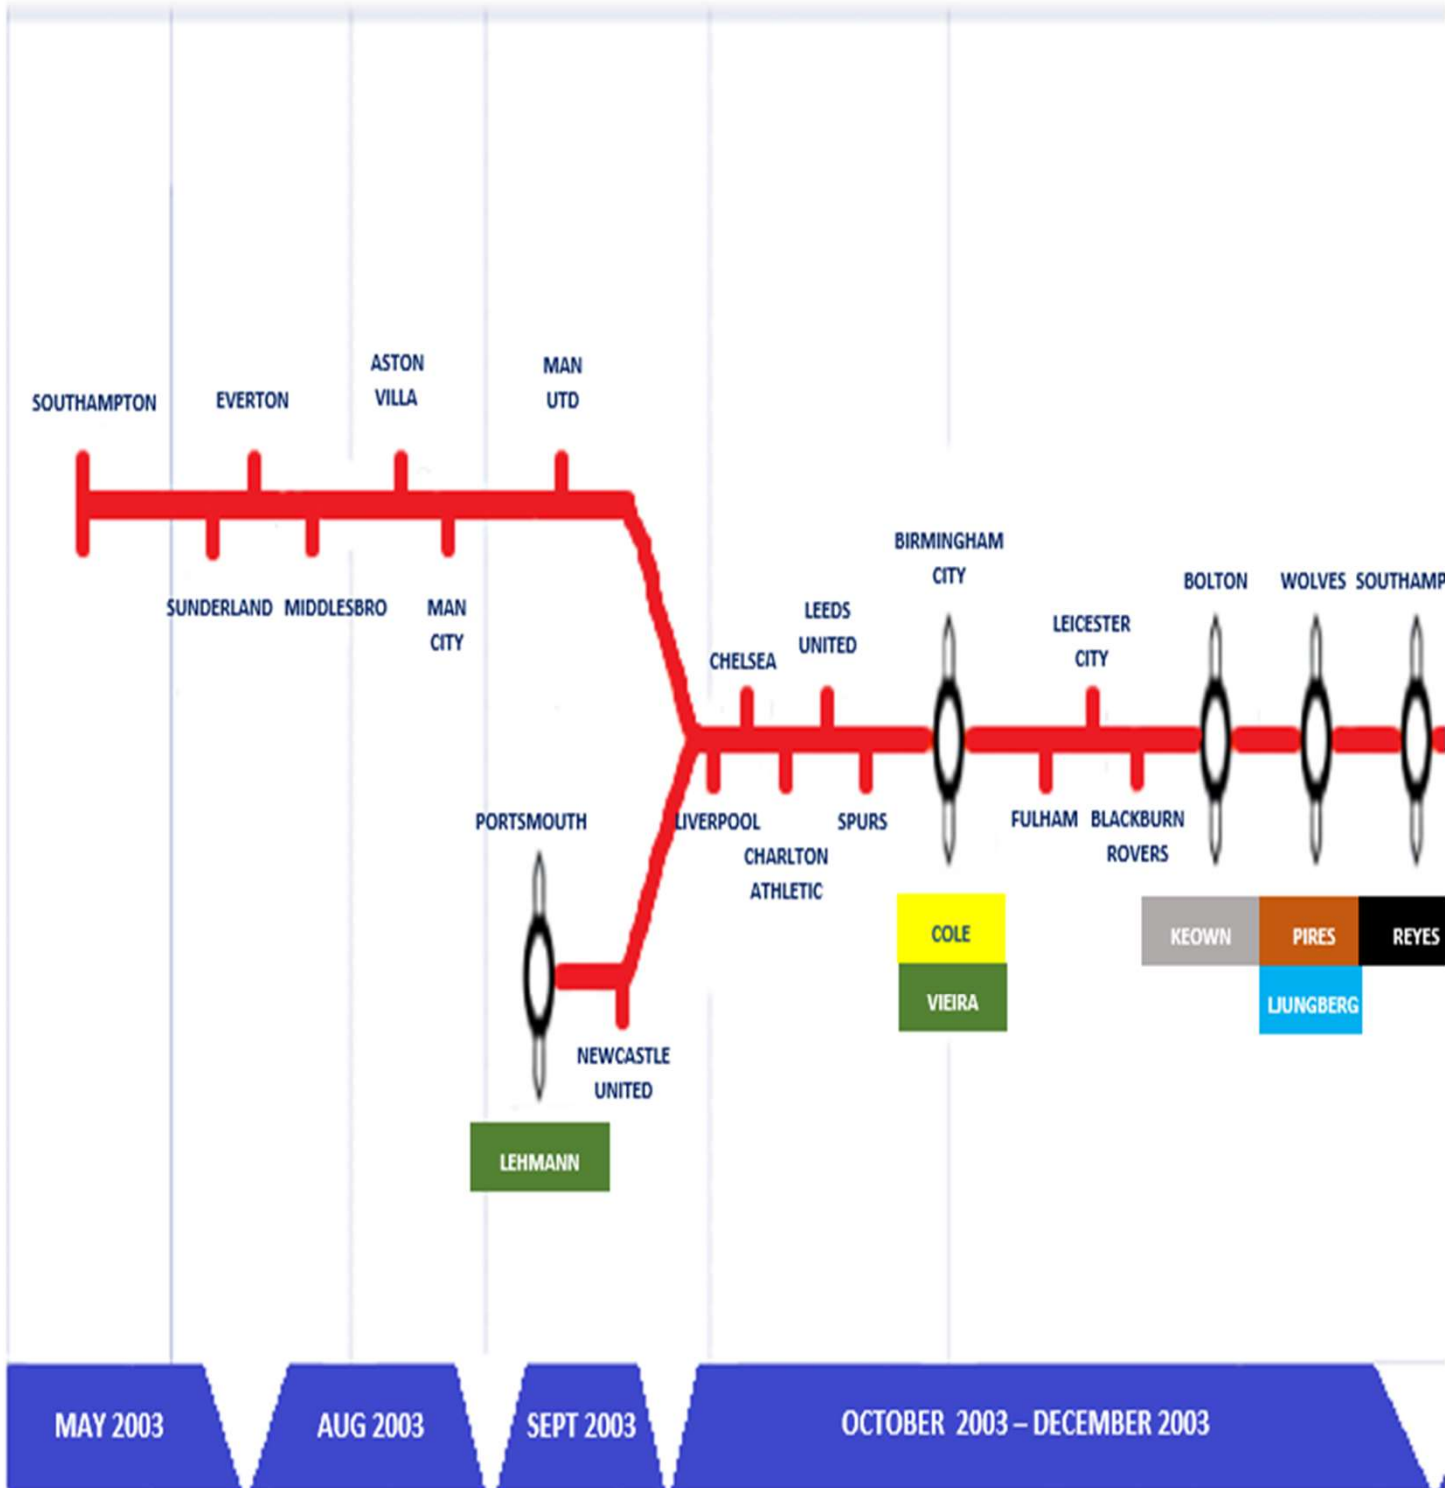 SOUTHAMPTON
EVERTON
ASTON
VILLA
MAN
UTD
SUNDERLAND
MIDDLESBRO
MAN
CITY
PORTSMOUTH
LEHMANN
NEWCASTLE
UNITED
LIVERPOOL
CHELSEA
CHARLTON
ATHLETIC
LEEDS
UNITED
SPURS
BIRMINGHAM
CITY
COLE
VIEIRA
FULHAM
LEICESTER
CITY
BLACKBURN
ROVERS
BOLTON
WOLVES
SOUTHAMP
KEOWN
PIRES
REYES
LJUNGBERG
MAY 2003
AUG 2003
SEPT 2003
OCTOBER 2003 – DECEMBER 2003